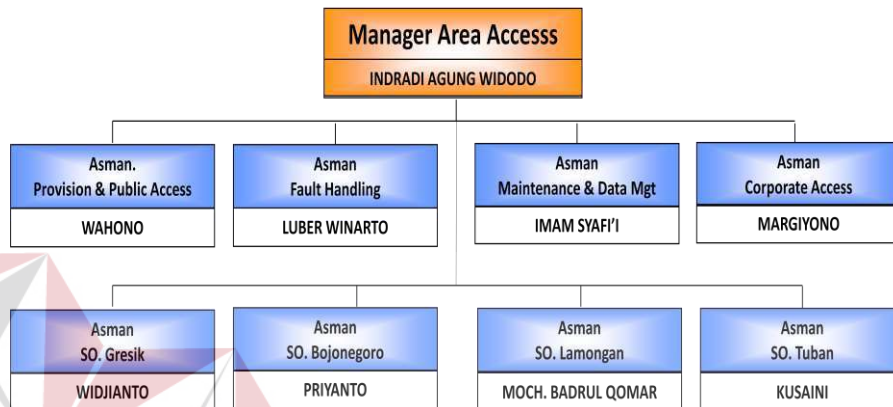 Manager Area Accesss
INDRADI AGUNG WIDODO
Asman.
Provision & Public Access
WAHONO
Asman
Fault Handling
LUBER WINARTO
Asman
Maintenance & Data Mgt
IMAM SYAFI'I
Asman
Corporate Access
MARGIYONO
Asman
SO. Gresik
WIDJIANTO
Asman
SO. Bojonegoro
PRIYANTO
Asman
SO. Lamongan
MOCH. BADRUL QOMAR
Asman
SO. Tuban
KUSAINI